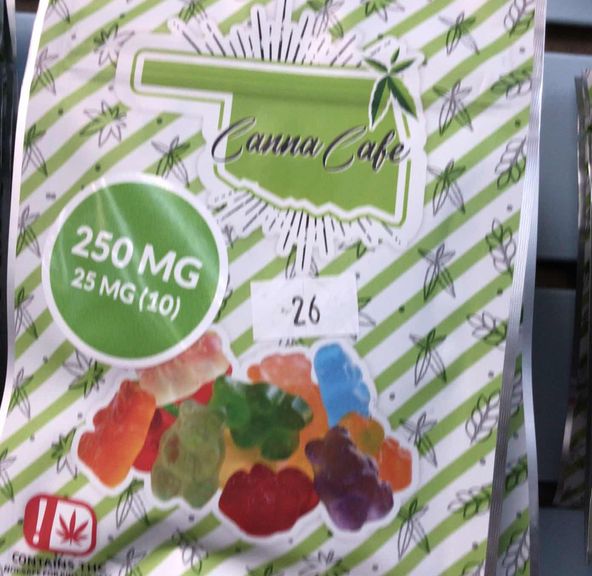 Canna Cafe
250 MG
25 MG (10)
26
!
CONTAINS THC